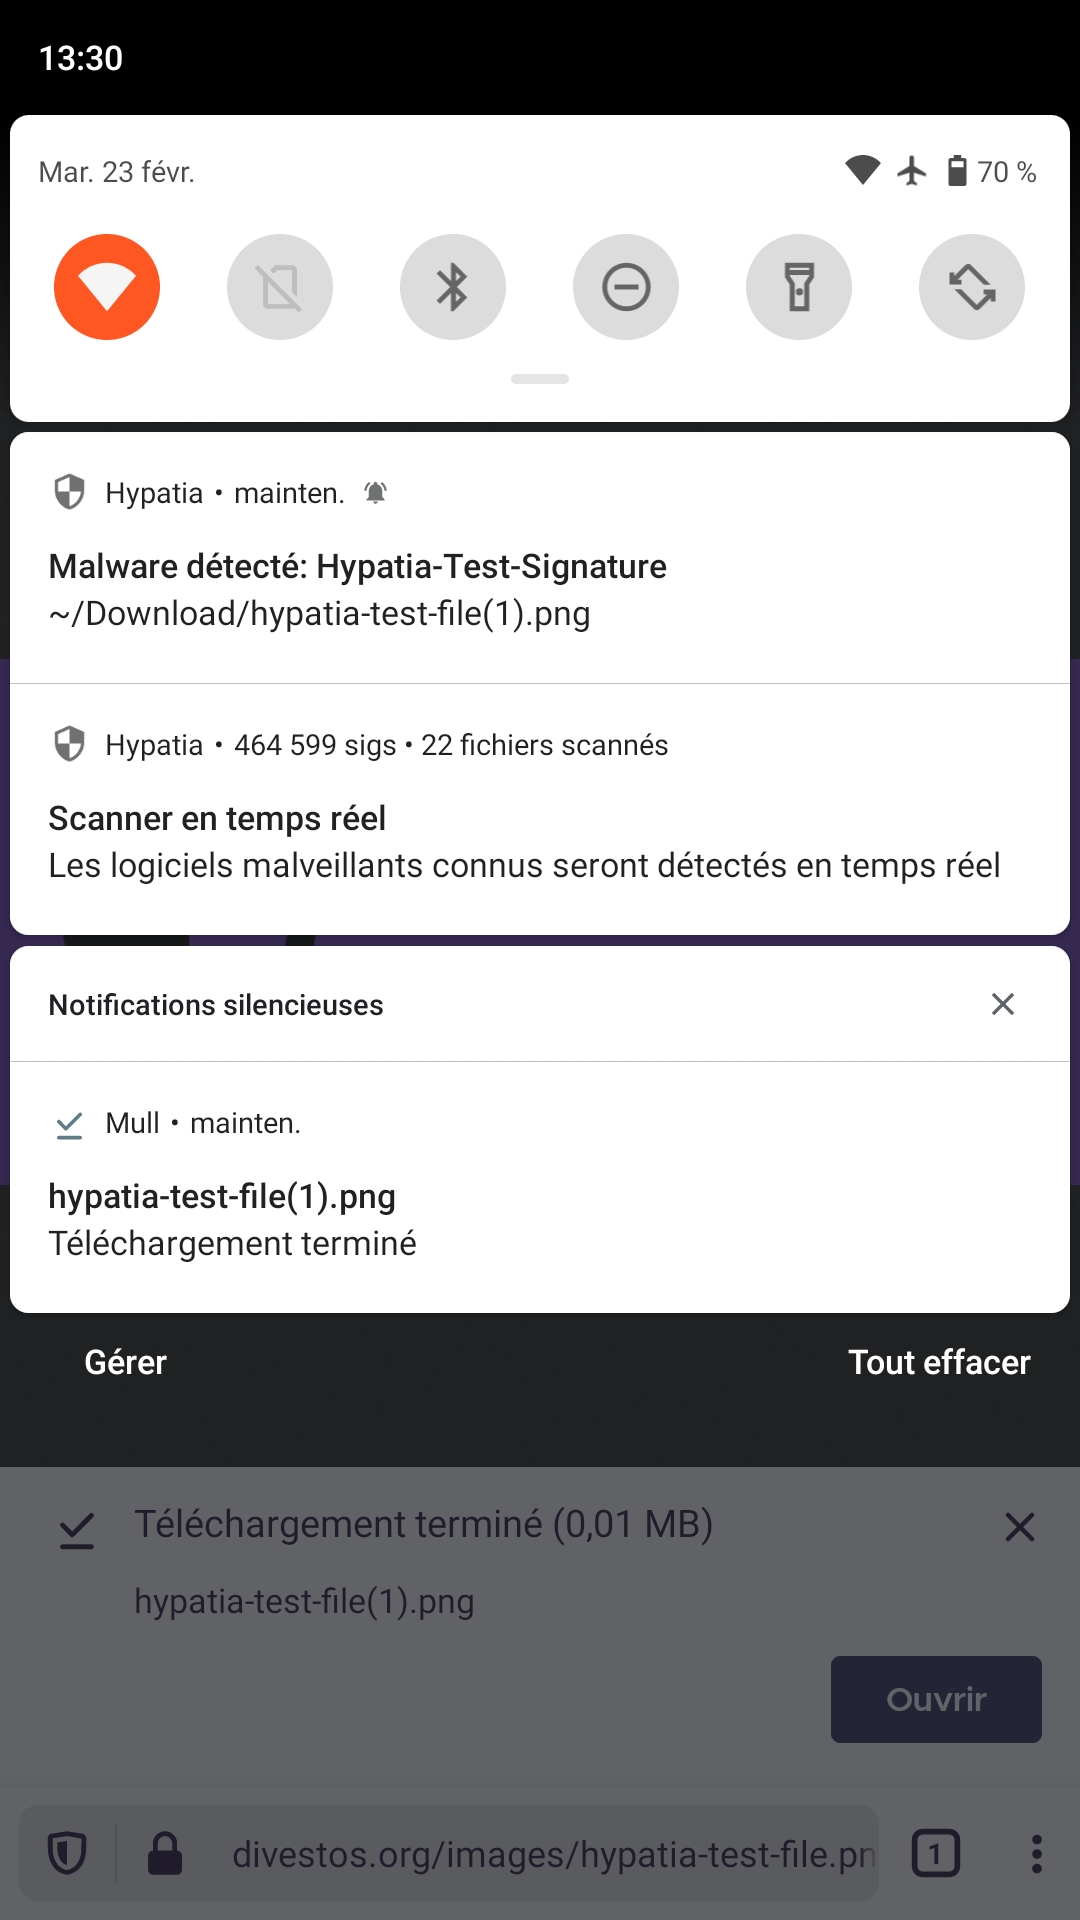 13:30
Mar. 23 févr.
70 %
Hypatia • mainten.
Malware détecté: Hypatia-Test-Signature
~/Download/hypatia-test-file(1).png
Hypatia • 464 599 sigs • 22 fichiers scannés
Scanner en temps réel
Les logiciels malveillants connus seront détectés en temps réel
Notifications silencieuses
Mull • mainten.
hypatia-test-file(1).png
Téléchargement terminé
Gérer
Tout effacer
Téléchargement terminé (0,01 MB)
hypatia-test-file(1).png
Ouvrir
divestos.org/images/hypatia-test-file.pn
1